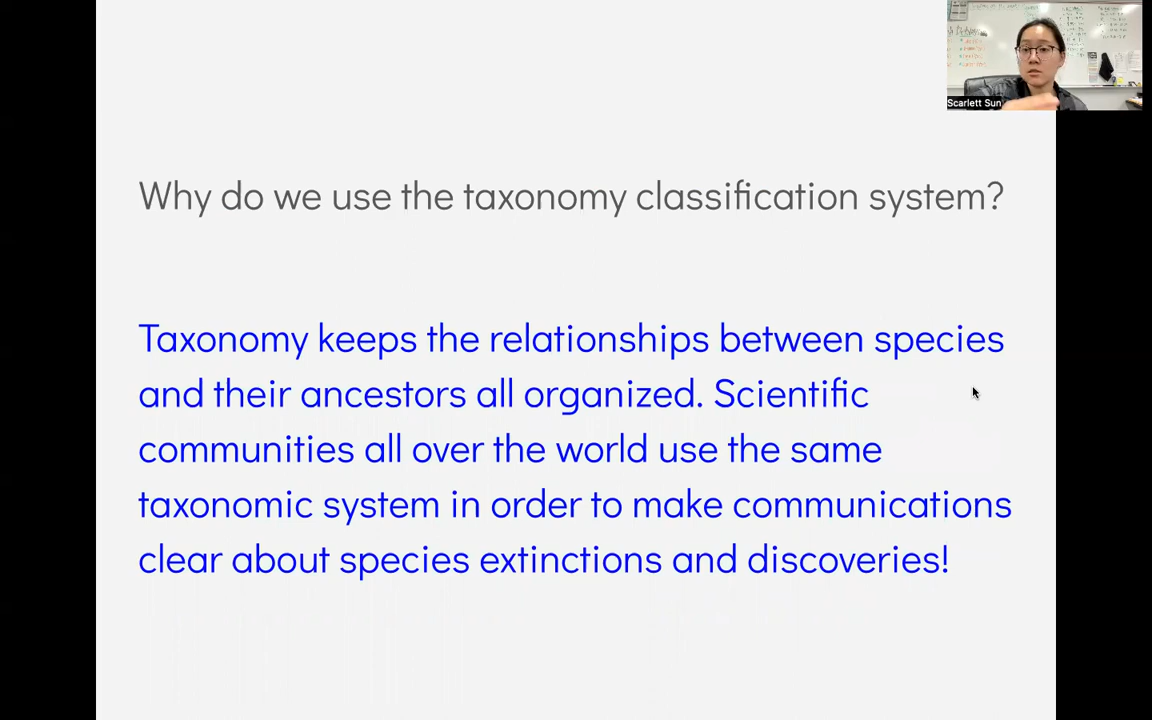 Scarlett Sun
Why do we use the taxonomy classification system?
Taxonomy keeps the relationships between species
and their ancestors all organized. Scientific
communities all over the world use the same
taxonomic system in order to make communications
clear about species extinctions and discoveries!